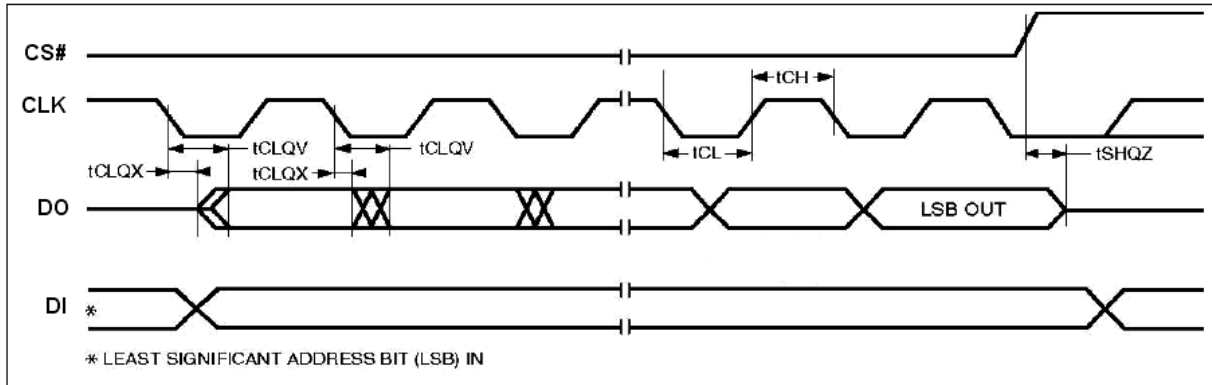 CS#
tCH
CLK
tCLQV
tCLQV
tCL
tSHQZ
tCLQX
tCLQX
DO
LSB OUT
DI
*
* LEAST SIGNIFICANT ADDRESS BIT (LSB) IN